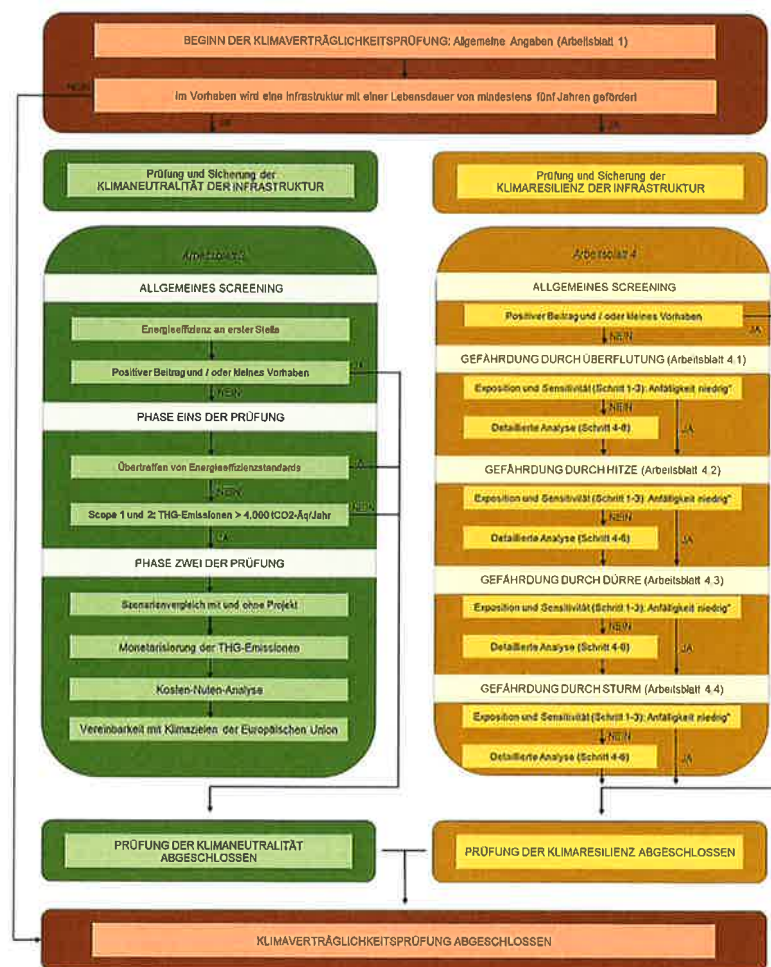 BEGINN DER KLIMAVERTRÄGLICHKEITSPRÜFUNG: Allgemeine Angaben (Arbeitsblatt 1)
NEIN
Im Vorhaben wird eine Infrastruktur mit einer Lebensdauer von mindestens fünf Jahren gefördert
JA
JA
Prüfung und Sicherung der
KLIMANEUTRALITÄT DER INFRASTRUKTUR
Arbeitsblatt
ALLGEMEINES SCREENING
Energieeffizienz an erster Stelle
Positiver Beitrag und / oder kleines Vorhaben
JA
NEIN
PHASE EINS DER PRÜFUNG
Übertreffen von Energieeffizienzstandards
JA
NEIN
Scope 1 und 2: THG-Emissionen > 4.000 tCO2-Äq/Jahr
NEIN
JA
PHASE ZWEI DER PRÜFUNG
Szenarienvergleich mit und ohne Projekt
Monetarisierung der THG-Emissionen
Kosten-Nuten-Analyse
Vereinbarkeit mit Klimazielen der Europäischen Union
Prüfung und Sicherung der
KLIMARESILIENZ DER INFRASTRUKTUR
Arbeitsblatt 4
ALLGEMEINES SCREENING
Positiver Beitrag und / oder kleines Vorhaben
JA
NEIN
GEFÄHRDUNG DURCH ÜBERFLUTUNG (Arbeitsblatt 4.1)
Exposition und Sensitivität (Schritt 1-3): Anfälligkeit niedrig"
NEIN
Detaillierte Analyse (Schritt 4-6)
JA
GEFÄHRDUNG DURCH HITZE (Arbeitsblatt 4.2)
Exposition und Sensitivität (Schritt 1-3): Anfälligkeit niedrig"
NEIN
Detaillierte Analyse (Schritt 4-6)
JA
GEFÄHRDUNG DURCH DÜRRE (Arbeitsblatt 4.3)
Exposition und Sensitivität (Schritt 1-3): Anfälligkeit niedrig"
NEIN
Detaillierte Analyse (Schritt 4-6)
JA
GEFÄHRDUNG DURCH STURM (Arbeitsblatt 4.4)
Exposition und Sensitivität (Schritt 1-3): Anfälligkeit niedrig"
NEIN
Detaillierte Analyse (Schritt 4-6)
JA
PRÜFUNG DER KLIMANEUTRALITÄT
ABGESCHLOSSEN
PRÜFUNG DER KLIMARESILIENZ ABGESCHLOSSEN
KLIMAVERTRÄGLICHKEITSPRÜFUNG ABGESCHLOSSEN